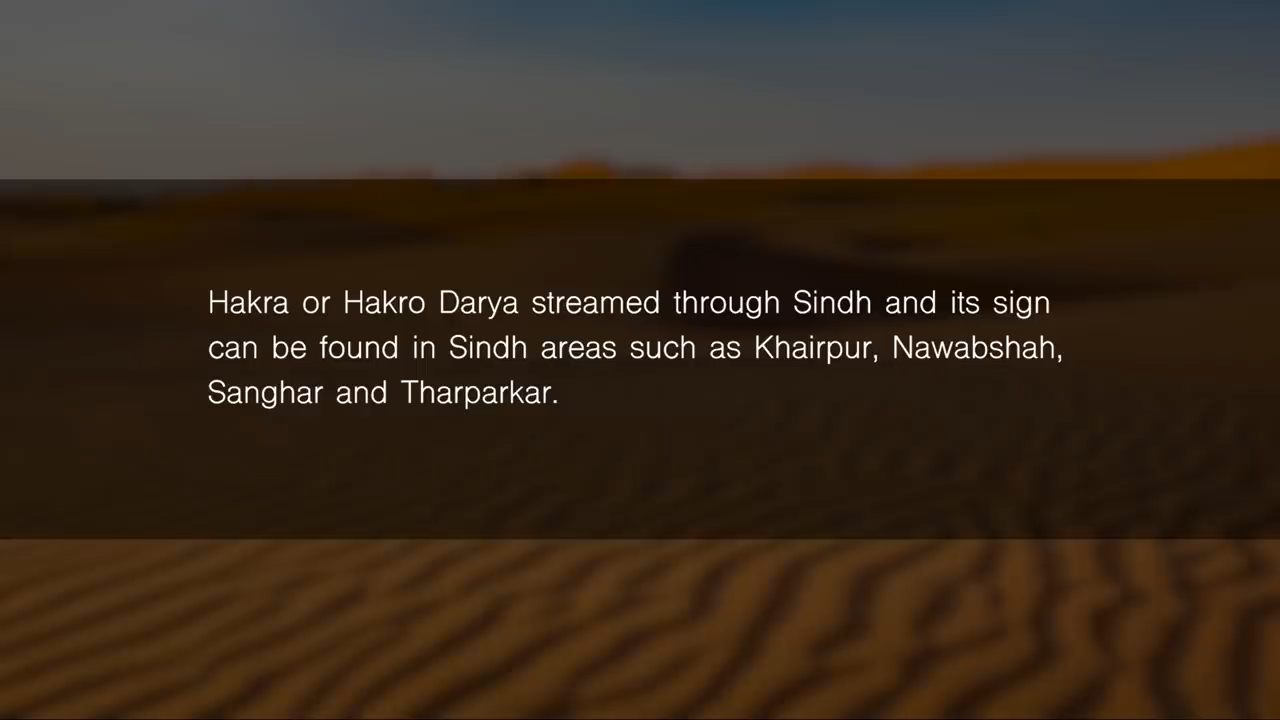 Hakra or Hakro Darya streamed through Sindh and its sign
can be found in Sindh areas such as Khairpur, Nawabshah,
Sanghar and Tharparkar.